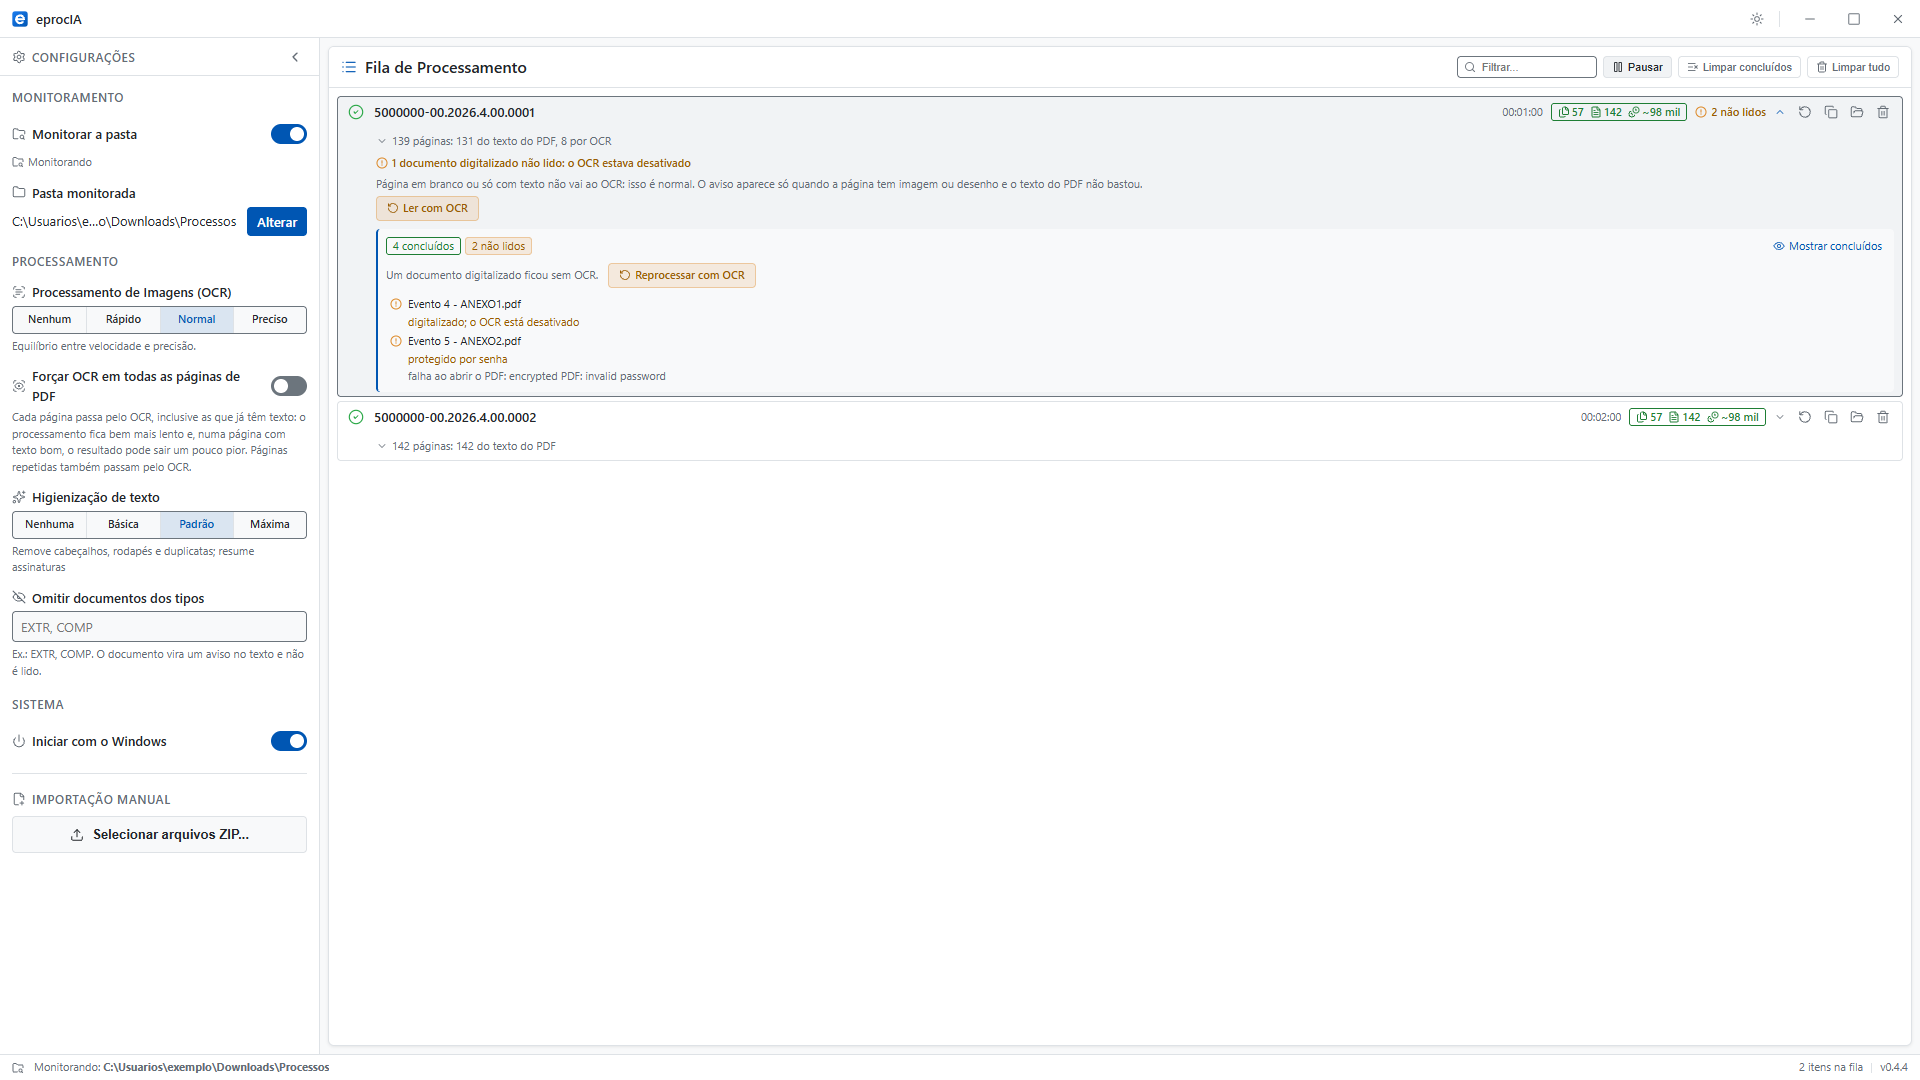 eprocIA
CONFIGURAÇÕES
MONITORAMENTO
Monitorar a pasta
Monitorando
Pasta monitorada
C:\Usuarios\e...o\Downloads\Processos
Alterar
PROCESSAMENTO
Processamento de Imagens (OCR)
Nenhum Rápido Normal Preciso
Equilíbrio entre velocidade e precisão.
Forçar OCR em todas as páginas de
PDF
Cada página passa pelo OCR, inclusive as que já têm texto: o
processamento fica bem mais lento e, numa página com
texto bom, o resultado pode sair um pouco pior. Páginas
repetidas também passam pelo OCR.
Higienização de texto
Nenhuma Básica Padrão Máxima
Remove cabeçalhos, rodapés e duplicatas; resume
assinaturas
Omitir documentos dos tipos
EXTR, COMP
Ex.: EXTR, COMP. O documento vira um aviso no texto e não
é lido.
SISTEMA
Iniciar com o Windows
IMPORTAÇÃO MANUAL
Selecionar arquivos ZIP...
Fila de Processamento
Filtrar...
Pausar
Limpar concluídos
Limpar tudo
5000000-00.2026.4.00.0001
00:01:00 57 142 ~98 mil 2 não lidos
139 páginas: 131 do texto do PDF, 8 por OCR
1 documento digitalizado não lido: o OCR estava desativado
Página em branco ou só com texto não vai ao OCR: isso é normal. O aviso aparece só quando a página tem imagem ou desenho e o texto do PDF não bastou.
Ler com OCR
4 concluídos 2 não lidos
Mostrar concluídos
Um documento digitalizado ficou sem OCR. Reprocessar com OCR
Evento 4 - ANEXO1.pdf
digitalizado; o OCR está desativado
Evento 5 - ANEXO2.pdf
protegido por senha
falha ao abrir o PDF: encrypted PDF: invalid password
5000000-00.2026.4.00.0002
00:02:00 57 142 ~98 mil
142 páginas: 142 do texto do PDF
Monitorando: C:\Usuarios\exemplo\Downloads\Processos
2 itens na fila
v0.4.4